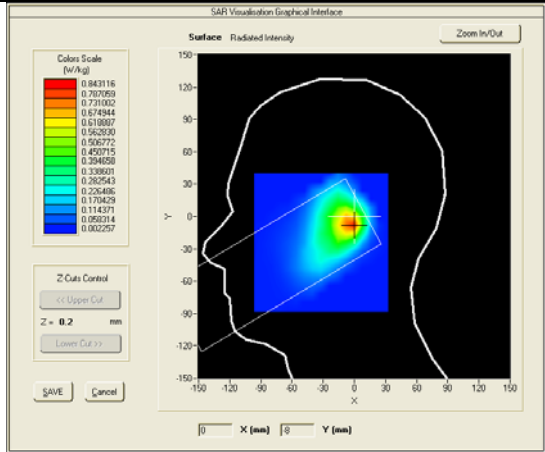 SAR Visualisation Graphical Interface
Surface Radiated Intensity
Zoom In/Out
Colors Scale
(W/kg)
0.843116
0.787059
0.731002
0.674944
0.618887
0.562830
0.506772
0.450715
0.394658
0.338601
0.282543
0.226486
0.170429
0.114371
0.058314
0.002257
150
120
90
60
30
0
-30
-60
-90
-120
-150
Y
-150 -120 -90 -60 -30 0 30 60 90 120 150
X
Z-Cuts Control
<< Upper Cut
Z = 0.2 mm
Lower Cut >>
SAVE Cancel
0 X (mm) -8 Y (mm)